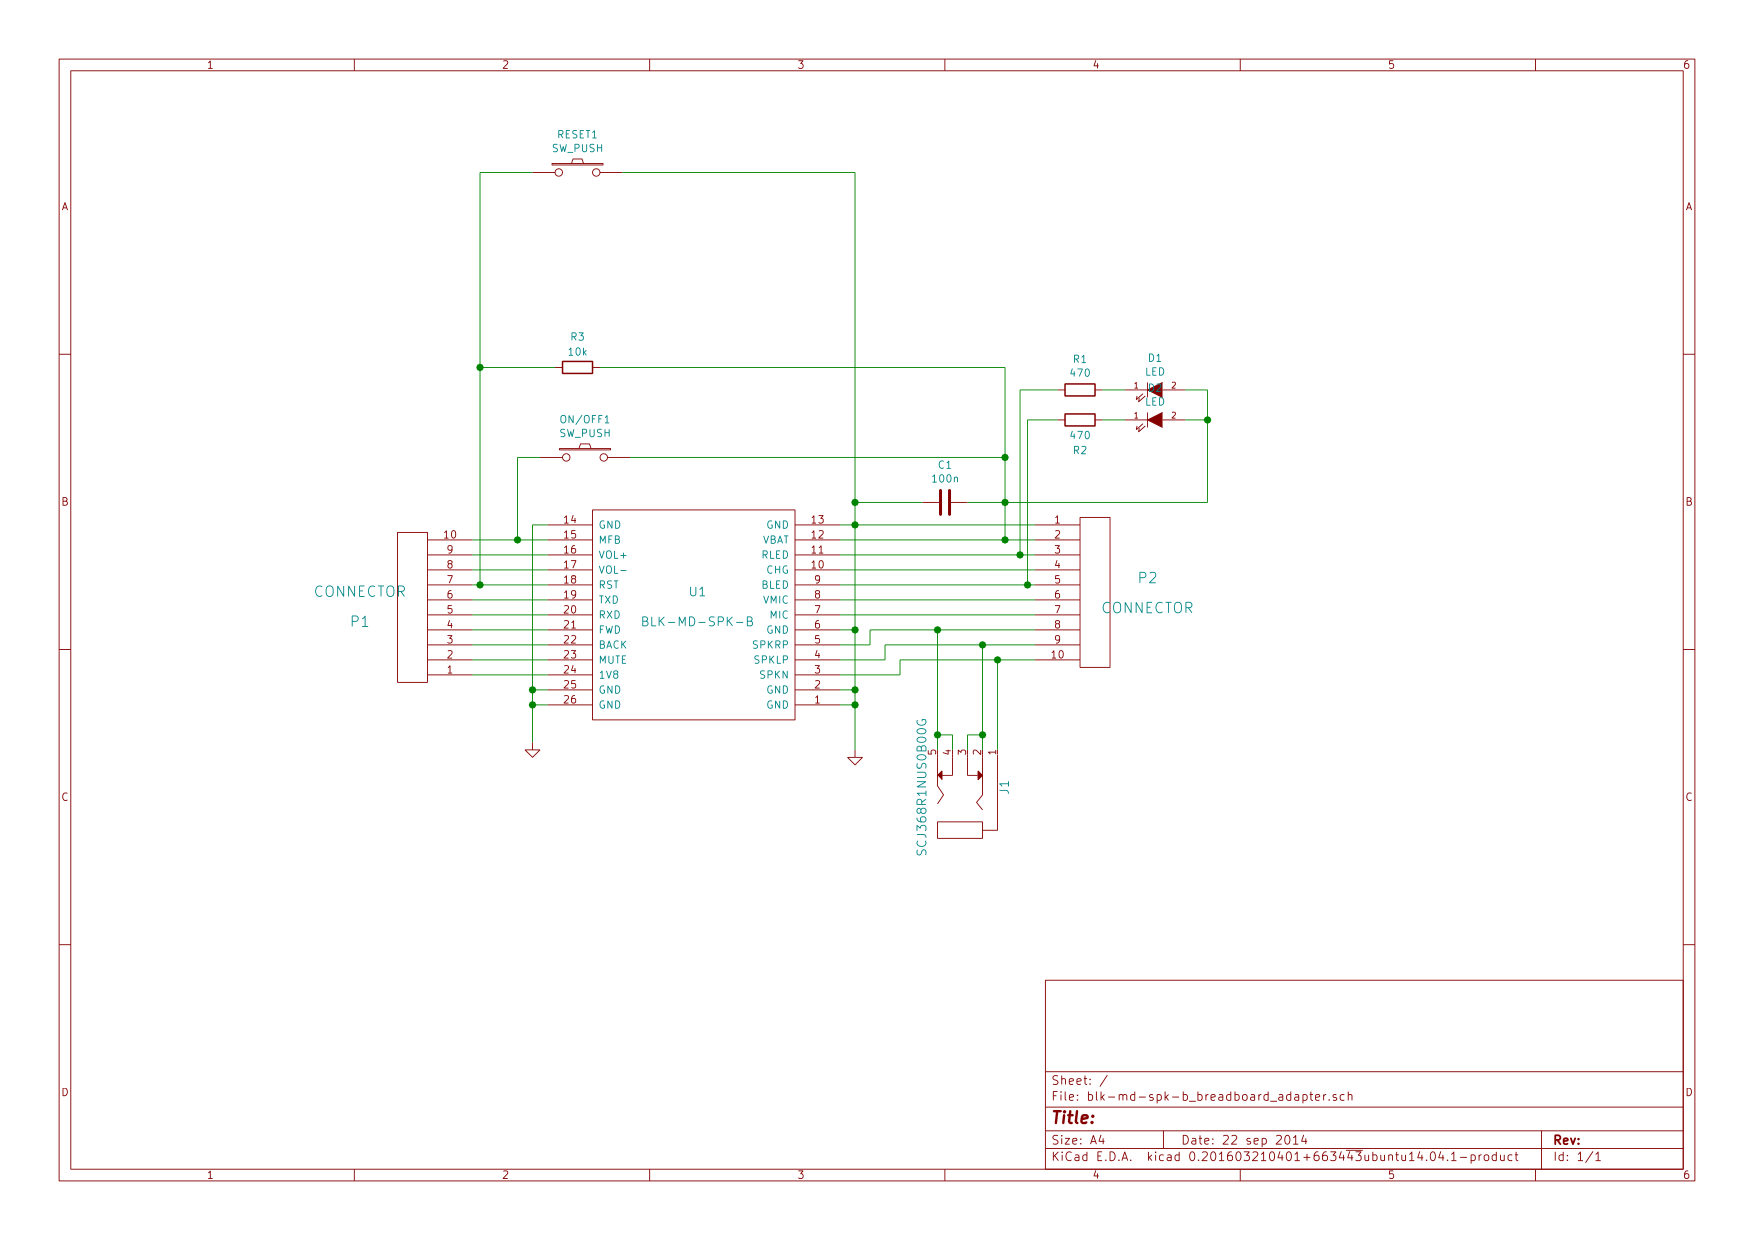 1 2 3 4 5 6
A A
RESET1
SW_PUSH
R3
10k
R1
470
D1
LED
LED
470
R2
ON/OFF1
SW_PUSH
C1
100n
B B
10
9
8
7
6
5
4
3
2
1
CONNECTOR
P1
14 GND
15 MFB
16 VOL+
17 VOL-
18 RST
19 TXD
20 RXD
21 FWD
22 BACK
23 MUTE
24 1V8
25 GND
26 GND
U1
BLK-MD-SPK-B
GND 13
VBAT 12
RLED 11
CHG 10
BLED 9
VMIC 8
MIC 7
GND 6
SPKRP 5
SPKLP 4
SPKN 3
GND 2
GND 1
1
2
3
4
5
6
7
8
9
10
P2
CONNECTOR
1 2
1 2
5 4 3 2 1
SCJ368R1NUS0B00G
J1
C C
D D
Sheet: /
File: blk-md-spk-b_breadboard_adapter.sch
Title:
Size: A4 Date: 22 sep 2014 Rev:
KiCad E.D.A. kicad 0.201603210401+66344̅3̅ubuntu14.04.1-product Id: 1/1
1 2 3 4 5 6